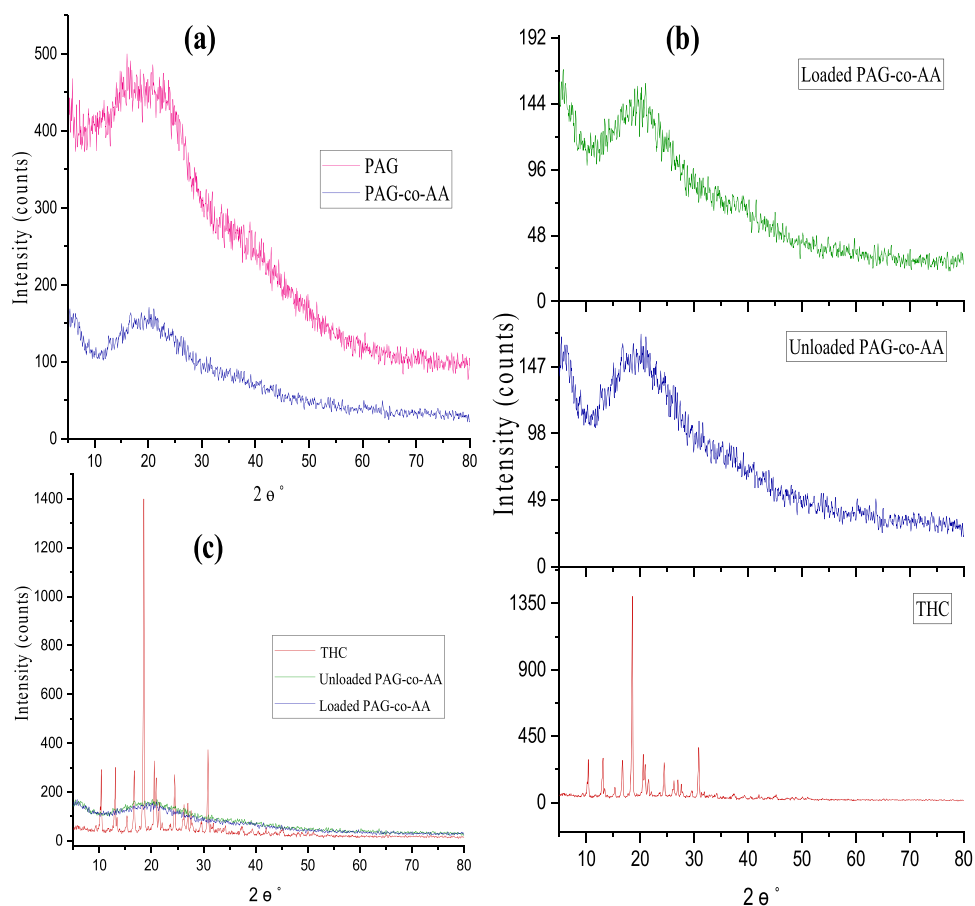 (a)
500
400
300
200
100
0
Intensity (counts)
PAG
PAG-co-AA
10 20 30 40 50 60 70 80
2 ɵ °
(b)
192
144
96
48
0
Loaded PAG-co-AA
147
98
49
0
Unloaded PAG-co-AA
Intensity (counts)
1350
900
450
0
THC
10 20 30 40 50 60 70 80
2 ɵ °
(c)
1400
1200
1000
800
600
400
200
0
Intensity (counts)
THC
Unloaded PAG-co-AA
Loaded PAG-co-AA
10 20 30 40 50 60 70 80
2 ɵ °